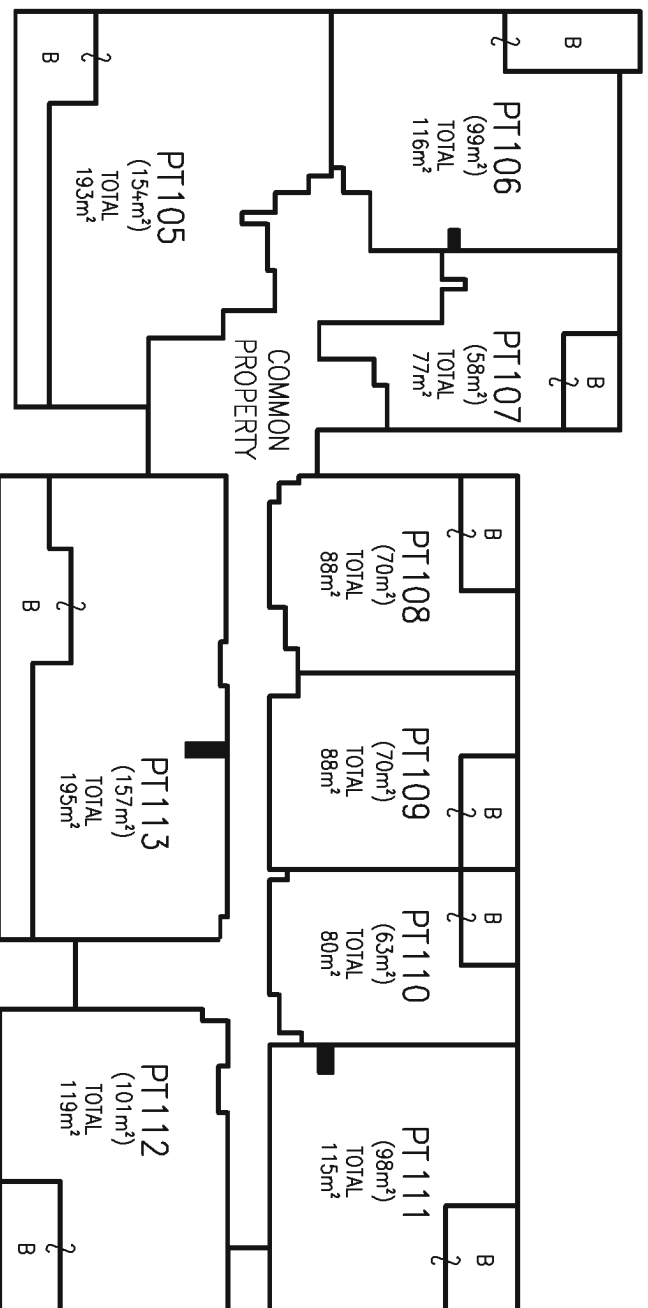 B
PT106
(99m²)
TOTAL
116m²
B
PT105
(154m²)
TOTAL
193m²
B
PT107
(58m²)
TOTAL
77m²
COMMON
PROPERTY
B
PT108
(70m²)
TOTAL
88m²
B
PT109
(70m²)
TOTAL
88m²
B
PT110
(63m²)
TOTAL
80m²
B
PT111
(98m²)
TOTAL
115m²
PT113
(157m²)
TOTAL
195m²
B
PT112
(101m²)
TOTAL
119m²
B